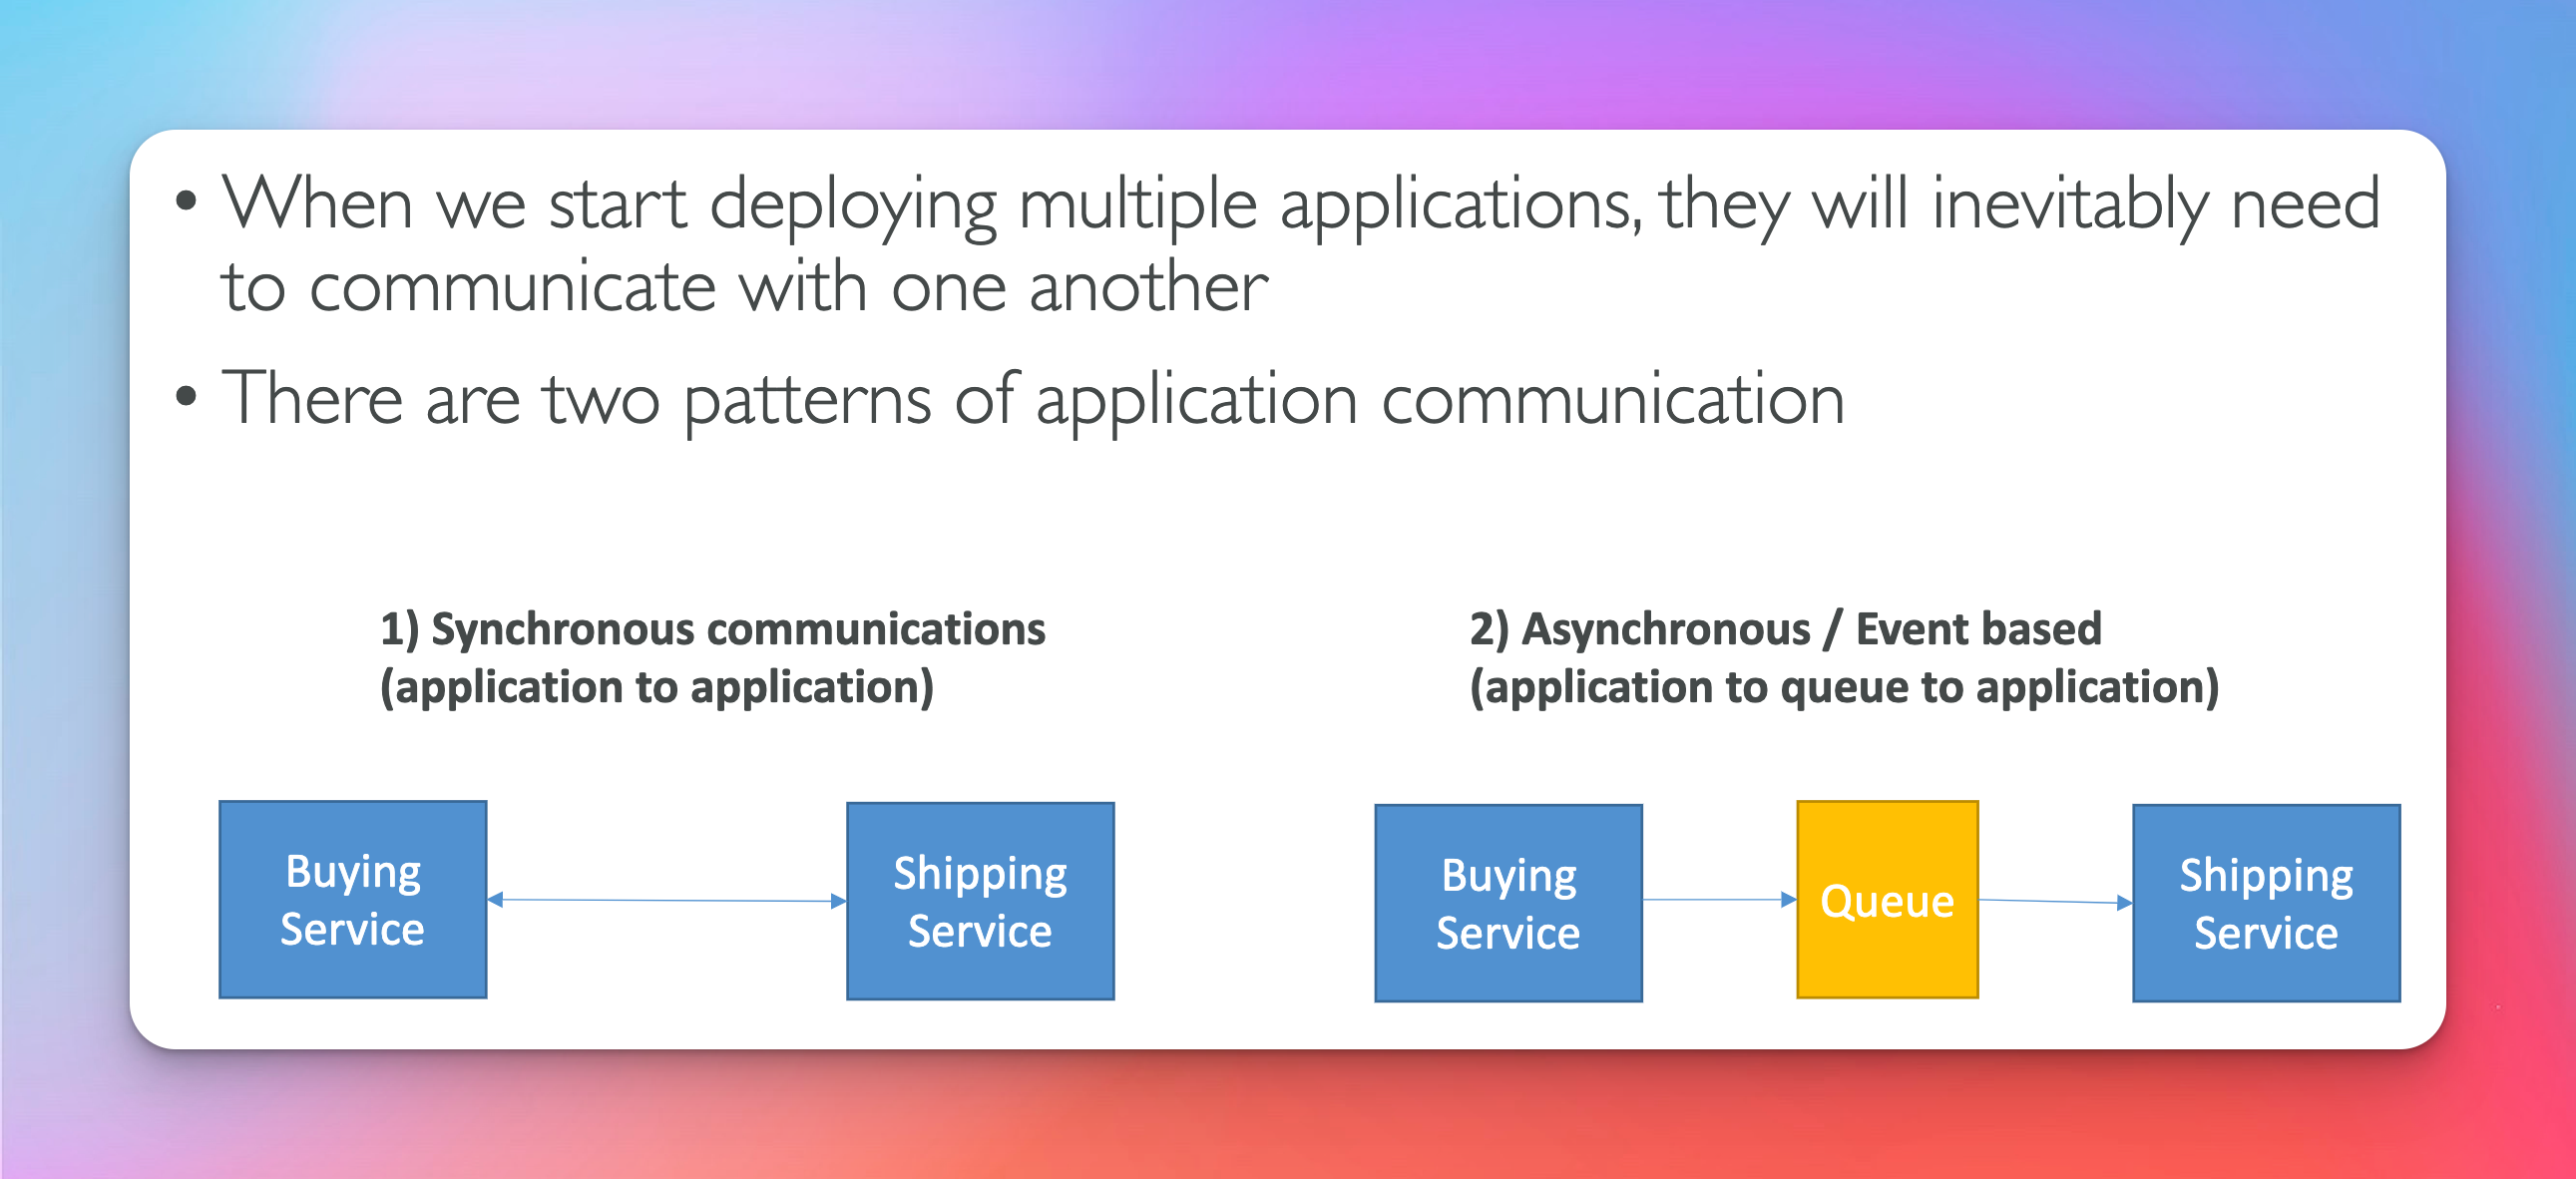 • When we start deploying multiple applications, they will inevitably need
to communicate with one another
• There are two patterns of application communication
1) Synchronous communications
(application to application)
2) Asynchronous / Event based
(application to queue to application)
Buying
Service
Shipping
Service
Buying
Service
Queue
Shipping
Service